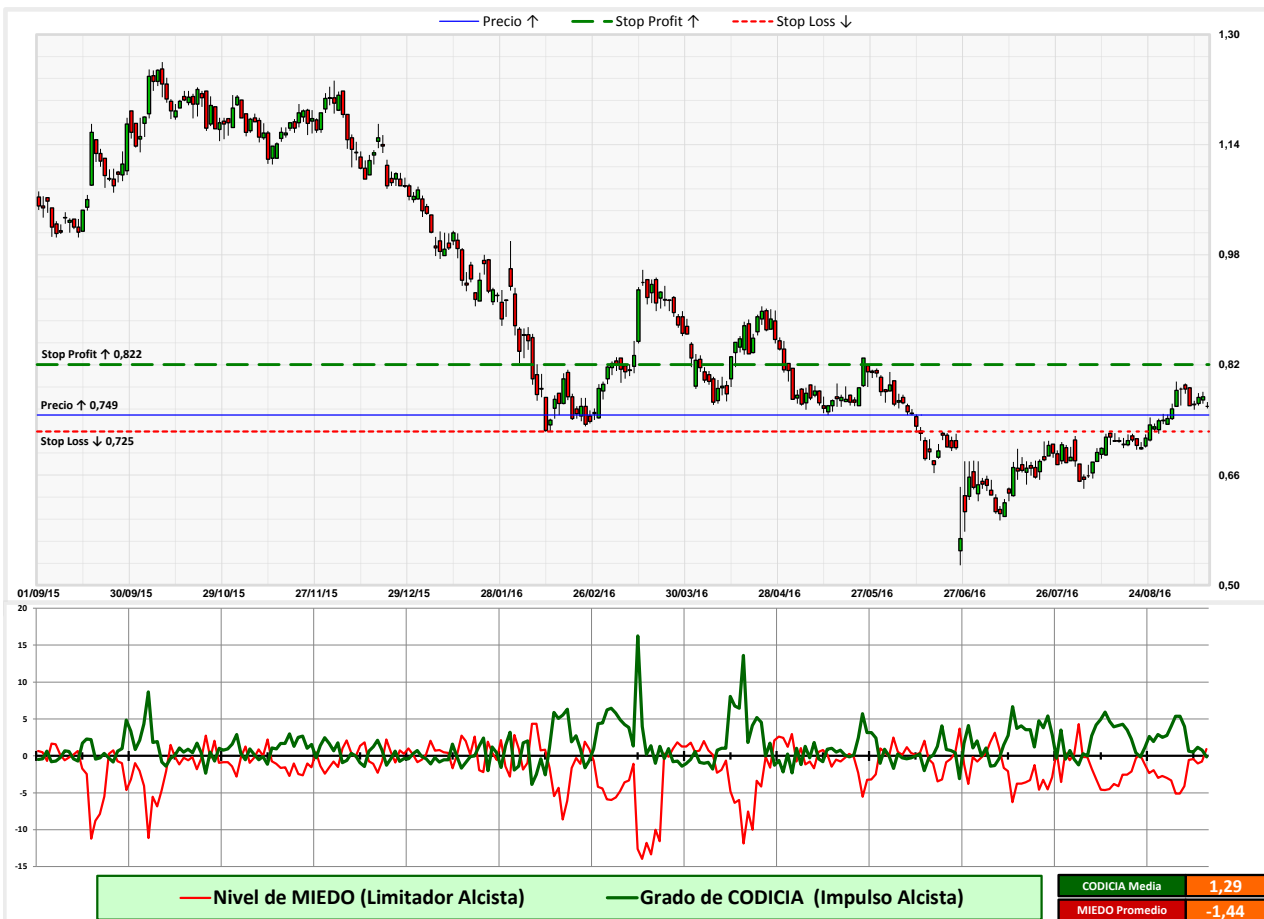 Precio ↑ Stop Profit ↑ Stop Loss ↓
1,30
1,14
0,98
Stop Profit ↑ 0,822
0,82
Precio ↑ 0,749
Stop Loss ↓ 0,725
0,66
0,50
01/09/15 30/09/15 29/10/15 27/11/15 29/12/15 28/01/16 26/02/16 30/03/16 28/04/16 27/05/16 27/06/16 26/07/16 24/08/16
20
15
10
5
0
-5
-10
-15
Nivel de MIEDO (Limitador Alcista) Grado de CODICIA (Impulso Alcista)
CODICIA Media 1,29
MIEDO Promedio -1,44